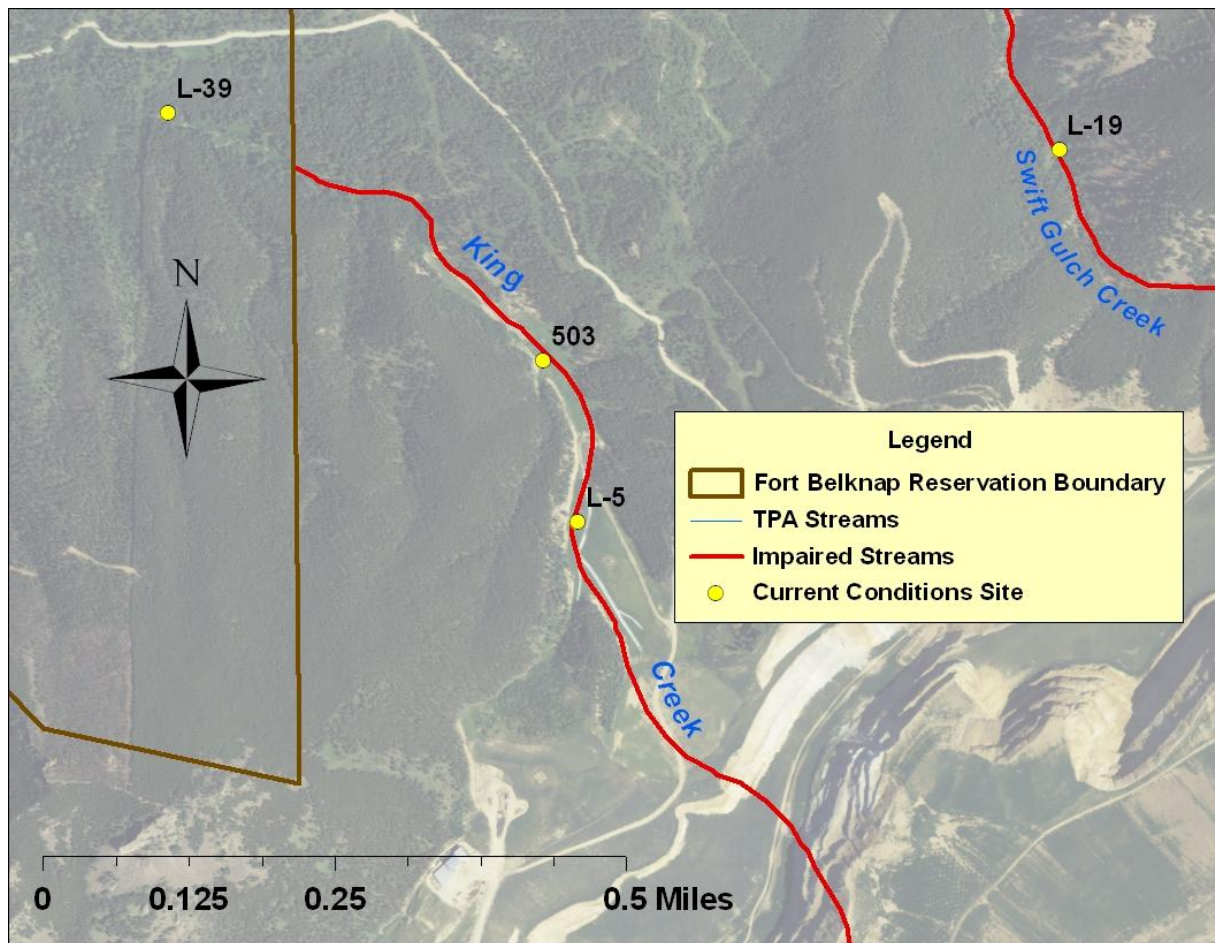 L-39
L-19
N
King
Swift Gulch Creek
503
Legend
Fort Belknap Reservation Boundary
L-5
TPA Streams
Impaired Streams
Current Conditions Site
Creek
0 0.125 0.25 0.5 Miles